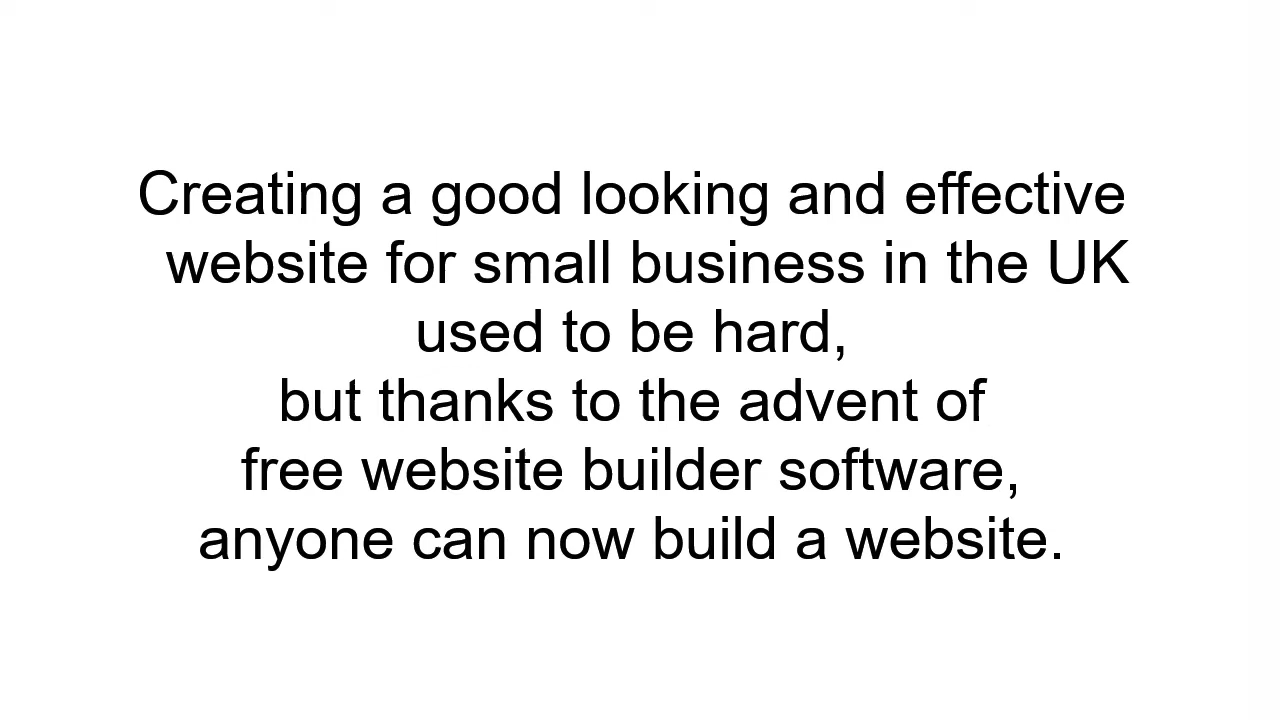 Creating a good looking and effective
website for small business in the UK
used to be hard,
but thanks to the advent of
free website builder software,
anyone can now build a website.